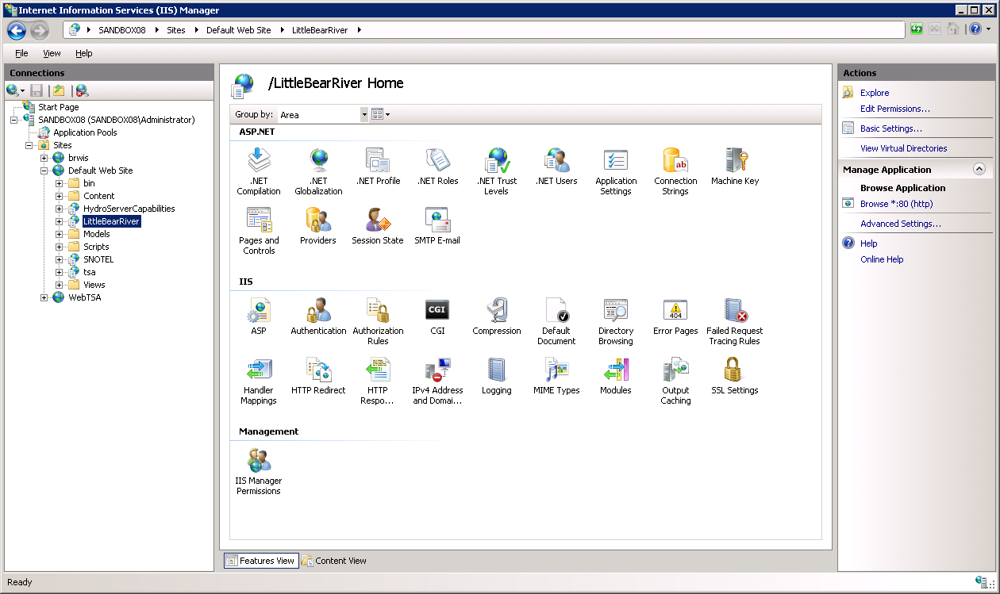 Internet Information Services (IIS) Manager
SANDBOX08 Sites Default Web Site LittleBearRiver
File View Help
Connections
Start Page
SANDBOX08 (SANDBOX08\Administrator)
Application Pools
Sites
brwis
Default Web Site
bin
Content
HydroServerCapabilities
LittleBearRiver
Models
Scripts
SNOTEL
tsa
Views
WebTSA
/LittleBearRiver Home
Group by: Area
ASP.NET
.NET Compilation
.NET Globalization
.NET Profile
.NET Roles
.NET Trust Levels
.NET Users
Application Settings
ab
Connection Strings
Machine Key
Pages and Controls
Providers
Session State
SMTP E-mail
IIS
ASP
Authentication
Authorization Rules
CGI
CGI
Compression
Default Document
Directory Browsing
404
Error Pages
Failed Request Tracing Rules
Handler Mappings
HTTP Redirect
HTTP Respo...
IPv4 Address and Domai...
Logging
MIME Types
Modules
Output Caching
SSL Settings
Management
IIS Manager Permissions
Features View Content View
Actions
Explore
Edit Permissions...
Basic Settings...
View Virtual Directories
Manage Application
Browse Application
Browse *:80 (http)
Advanced Settings...
Help
Online Help
Ready